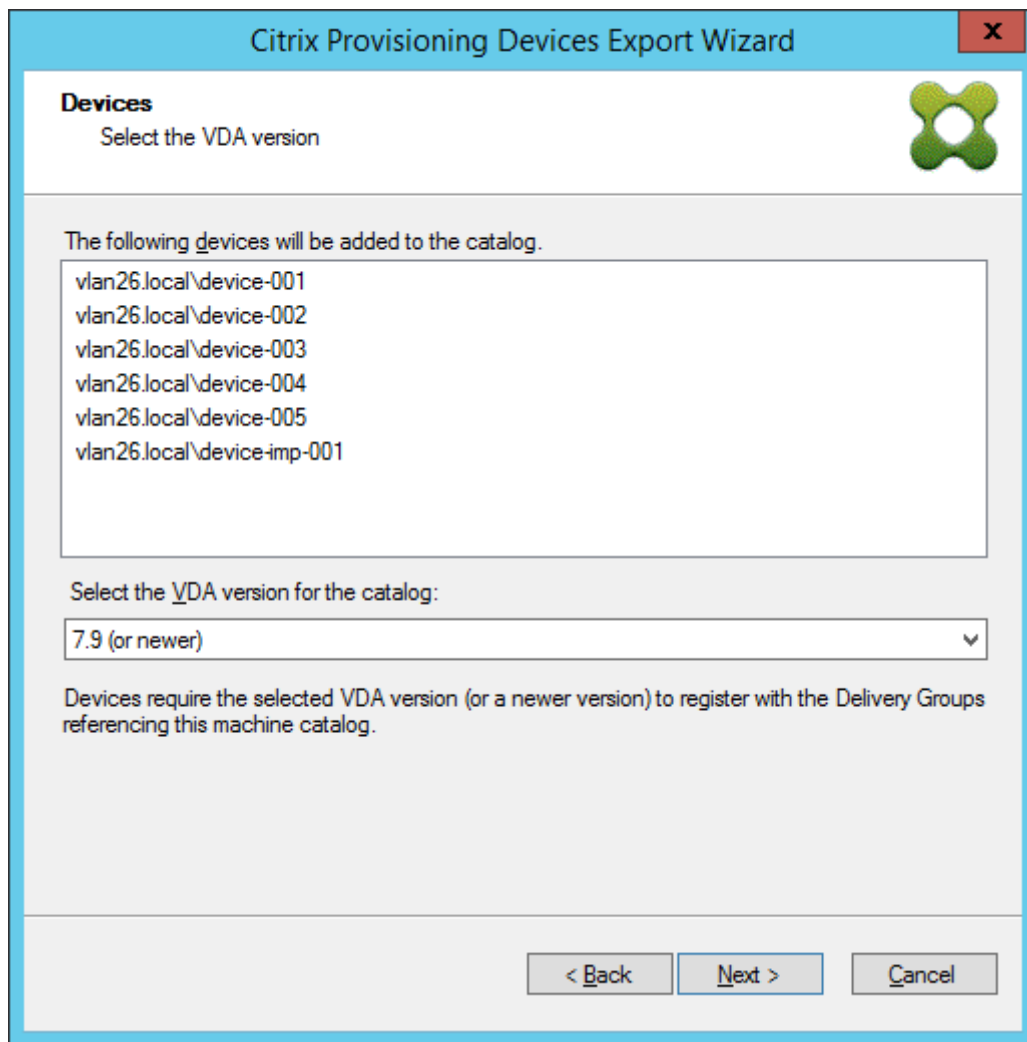 Citrix Provisioning Devices Export Wizard
x
Devices
Select the VDA version
The following devices will be added to the catalog.
vlan26.local\device-001
vlan26.local\device-002
vlan26.local\device-003
vlan26.local\device-004
vlan26.local\device-005
vlan26.local\device-imp-001
Select the VDA version for the catalog:
7.9 (or newer)
Devices require the selected VDA version (or a newer version) to register with the Delivery Groups
referencing this machine catalog.
< Back Next > Cancel